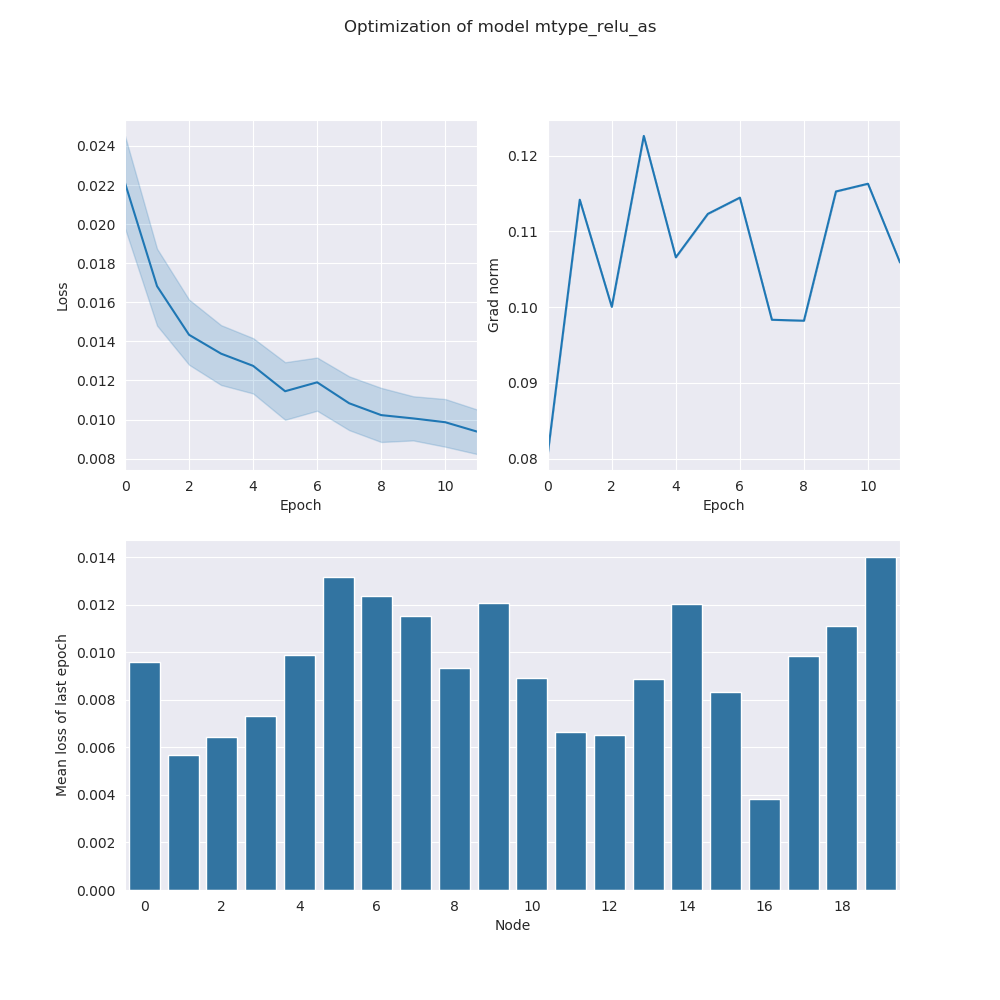 Optimization of model mtype_relu_as
0.024
0.022
0.020
0.018
0.016
0.014
0.012
0.010
0.008
Loss
0 2 4 6 8 10
Epoch
0.12
0.11
0.10
0.09
0.08
Grad norm
0 2 4 6 8 10
Epoch
0.014
0.012
0.010
0.008
0.006
0.004
0.002
0.000
Mean loss of last epoch
0 2 4 6 8 10 12 14 16 18
Node